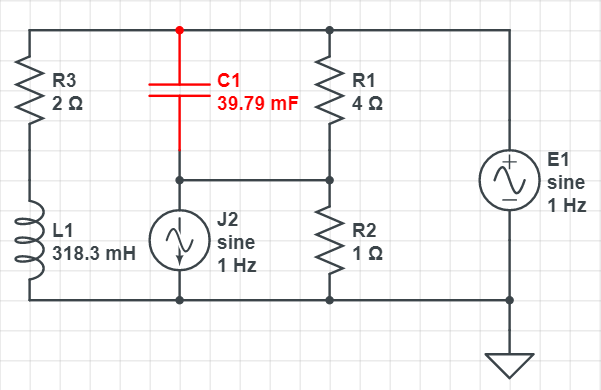 R3
2 Ω
C1
39.79 mF
R1
4 Ω
E1
sine
1 Hz
L1
318.3 mH
J2
sine
1 Hz
R2
1 Ω